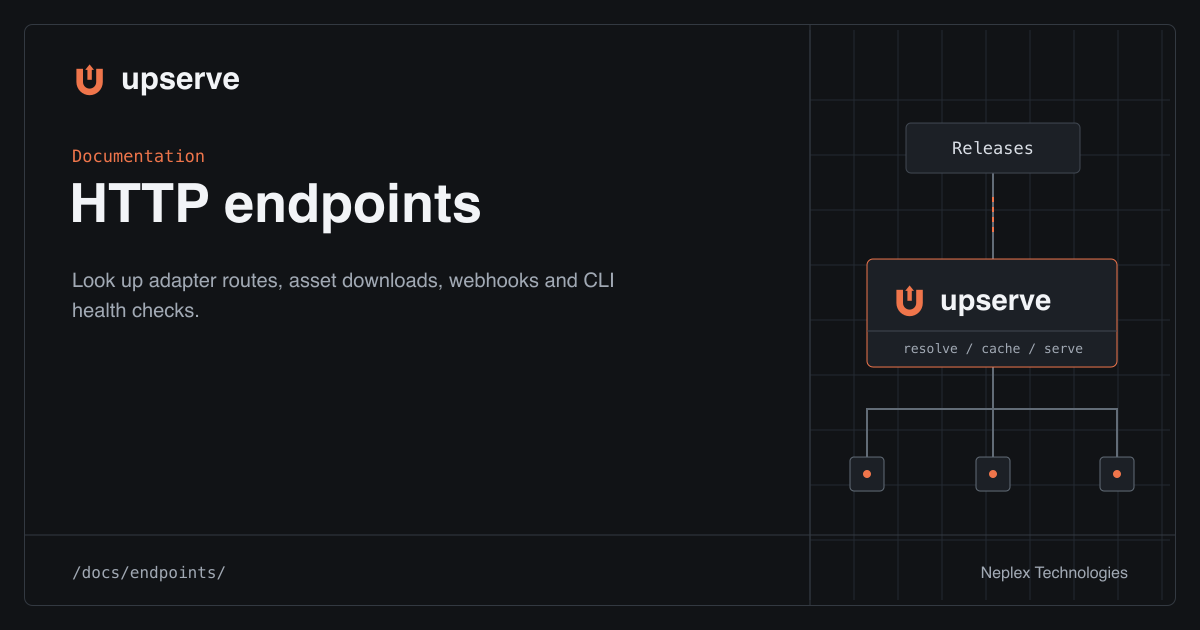 upserve
Documentation
HTTP endpoints
Look up adapter routes, asset downloads, webhooks and CLI
health checks.
Releases
upserve
resolve / cache / serve
/docs/endpoints/
Neplex Technologies